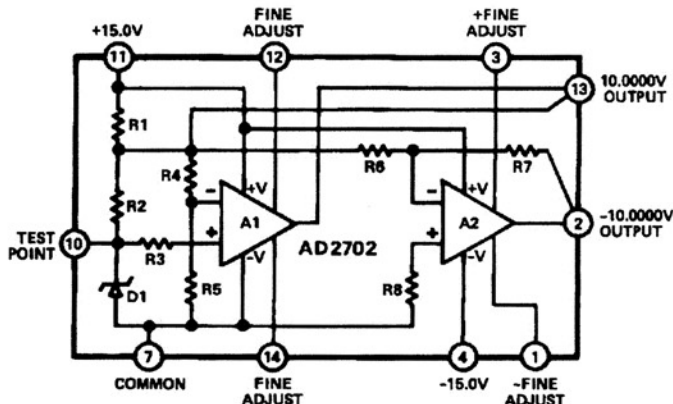 +15.0V
11
FINE
ADJUST
12
+FINE
ADJUST
3
13
10.0000V
OUTPUT
R1
R4
R6
R7
R2
+V
-
A1
+
-V
+V
-
A2
+
-V
-10.0000V
OUTPUT
2
TEST
POINT
10
R3
AD2702
D1
R5
R8
7
COMMON
14
FINE
ADJUST
4
-15.0V
1
-FINE
ADJUST